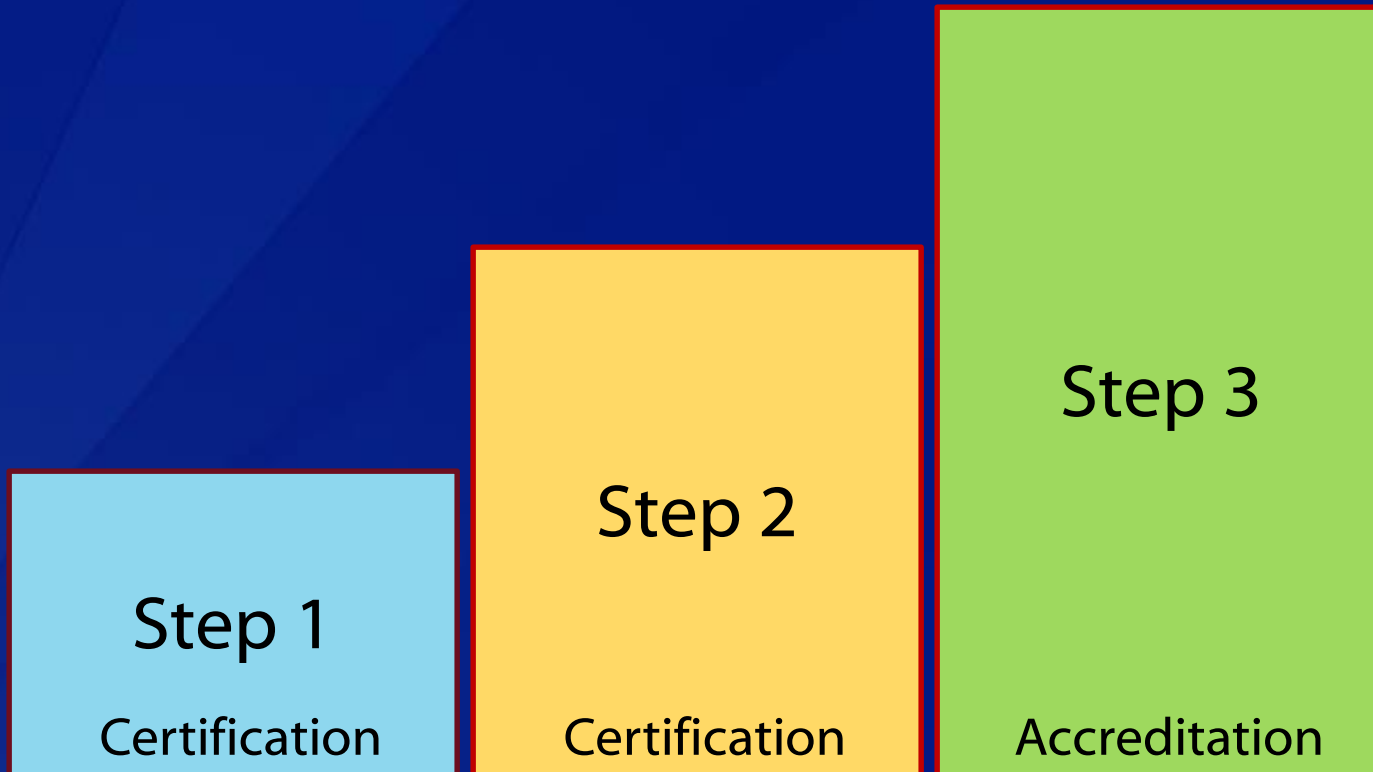 Step 1
Certification
Step 2
Certification
Step 3
Accreditation